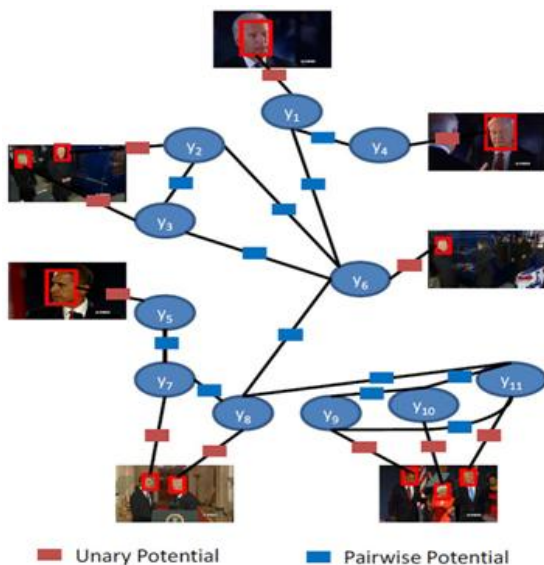 y1
y2
y4
y3
y6
y5
y7
y8
y9
y10
y11
Unary Potential
Pairwise Potential